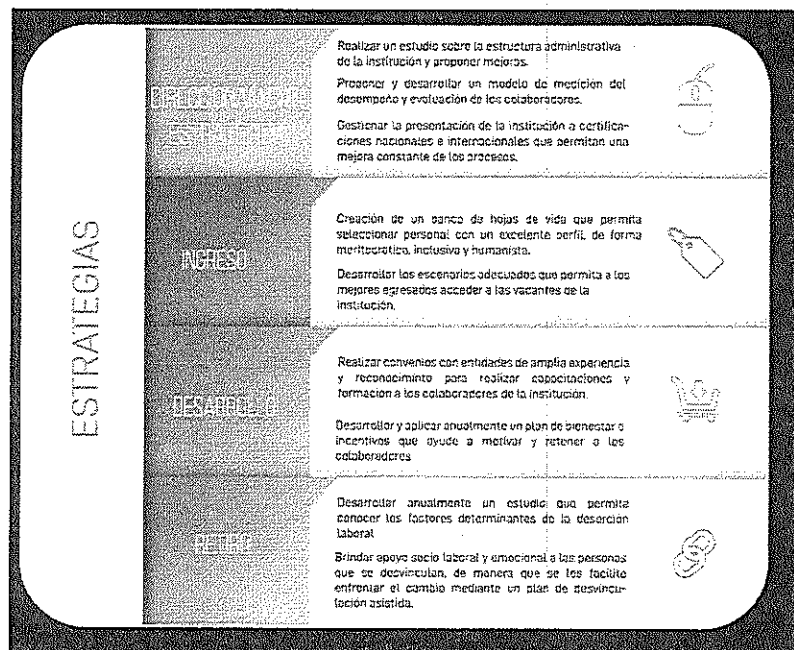 ESTRATEGIAS
Realizar un estudio sobre la estructura administrativa
de la institución y proponer mejoras.
Proponer y desarrollar un modelo de medición del
desempeño y evaluación de los colaboradores.
Gestionar la presentación de la institución a certifica-
ciones nacionales e internacionales que permitan una
mejora constante de los procesos.
INGRESO
Creación de un banco de hojas de vida que permita
seleccionar personal con un excelente perfil, de forma
meritocratica, inclusiva y humanista.
Desarrollar los escenarios adecuados que permita a los
mejores egresados acceder a las vacantes de la
institución.
DESARROLLO
Realizar convenios con entidades de amplia experiencia
y reconocimiento para realizar capacitaciones y
formacion a los colaboradores de la institución.
Desarrollar y aplicar anualmente un plan de bienestar e
incentivos que ayude a motivar y retener a los
colaboradores
RETIRO
Desarrollar anualmente un estudio que permita
conocer los factores determinantes de la deserción
laboral
Brindar apoyo socio laboral y emocional a las personas
que se desvinculan, de manera que se les facilite
enfrentar el cambio mediante un plan de desvincu-
lación asistida.